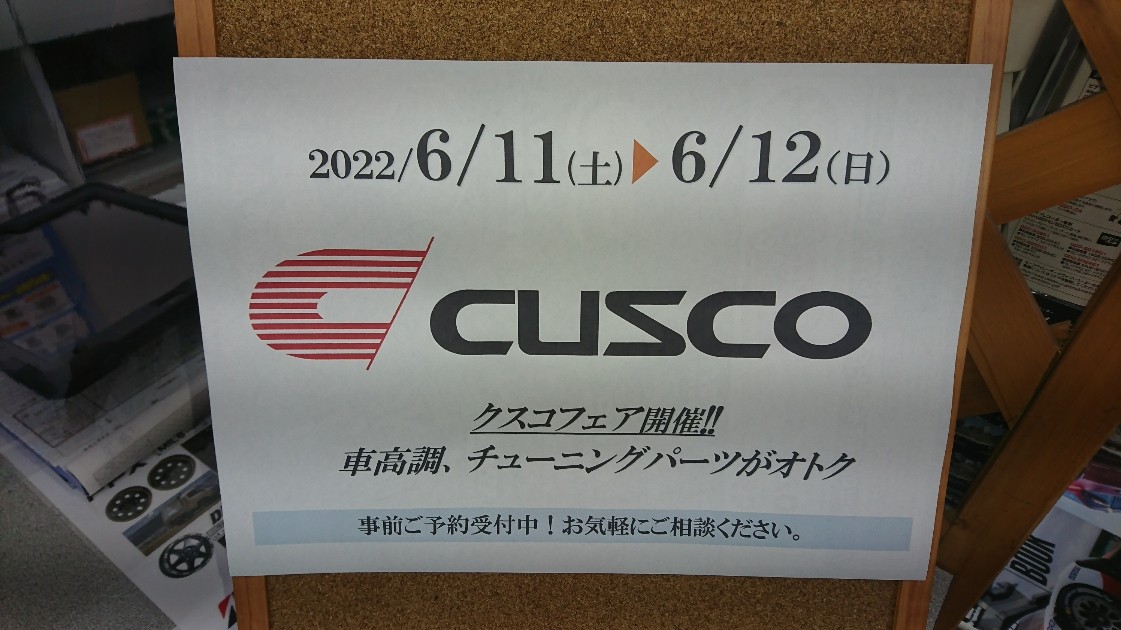 2022/6/11(土)▶6/12(日)
CUSCO
クスコフェア開催!!
車高調、チューニングパーツがオトク
事前ご予約受付中！お気軽にご相談ください。